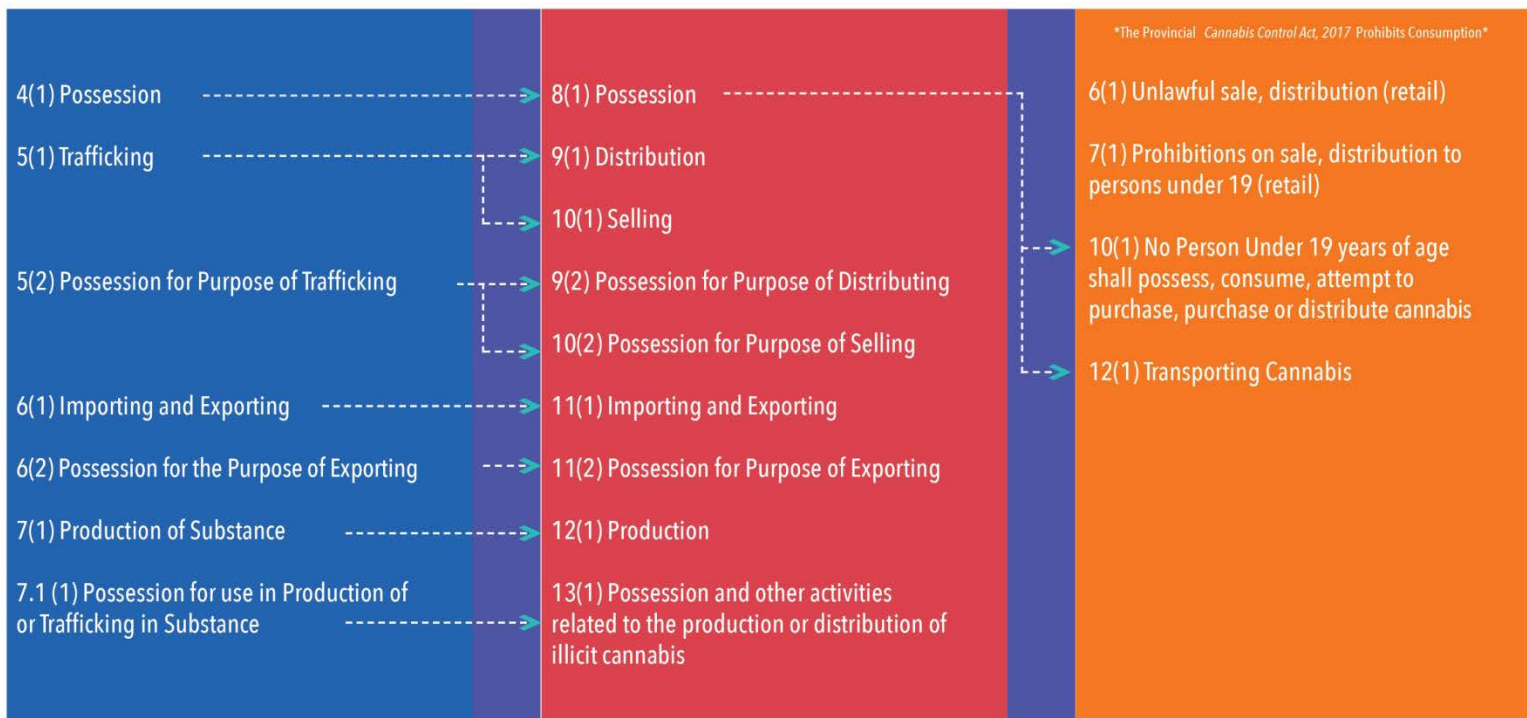 4(1) Possession
5(1) Trafficking
5(2) Possession for Purpose of Trafficking
6(1) Importing and Exporting
6(2) Possession for the Purpose of Exporting
7(1) Production of Substance
7.1 (1) Possession for use in Production of
or Trafficking in Substance
8(1) Possession
9(1) Distribution
10(1) Selling
9(2) Possession for Purpose of Distributing
10(2) Possession for Purpose of Selling
11(1) Importing and Exporting
11(2) Possession for Purpose of Exporting
12(1) Production
13(1) Possession and other activities
related to the production or distribution of
illicit cannabis
*The Provincial Cannabis Control Act, 2017 Prohibits Consumption*
6(1) Unlawful sale, distribution (retail)
7(1) Prohibitions on sale, distribution to
persons under 19 (retail)
10(1) No Person Under 19 years of age
shall possess, consume, attempt to
purchase, purchase or distribute cannabis
12(1) Transporting Cannabis